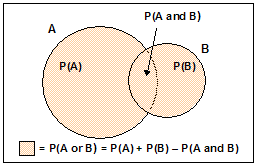 P(A and B)
A
B
P(A)
P(B)
= P(A or B) = P(A) + P(B) – P(A and B)